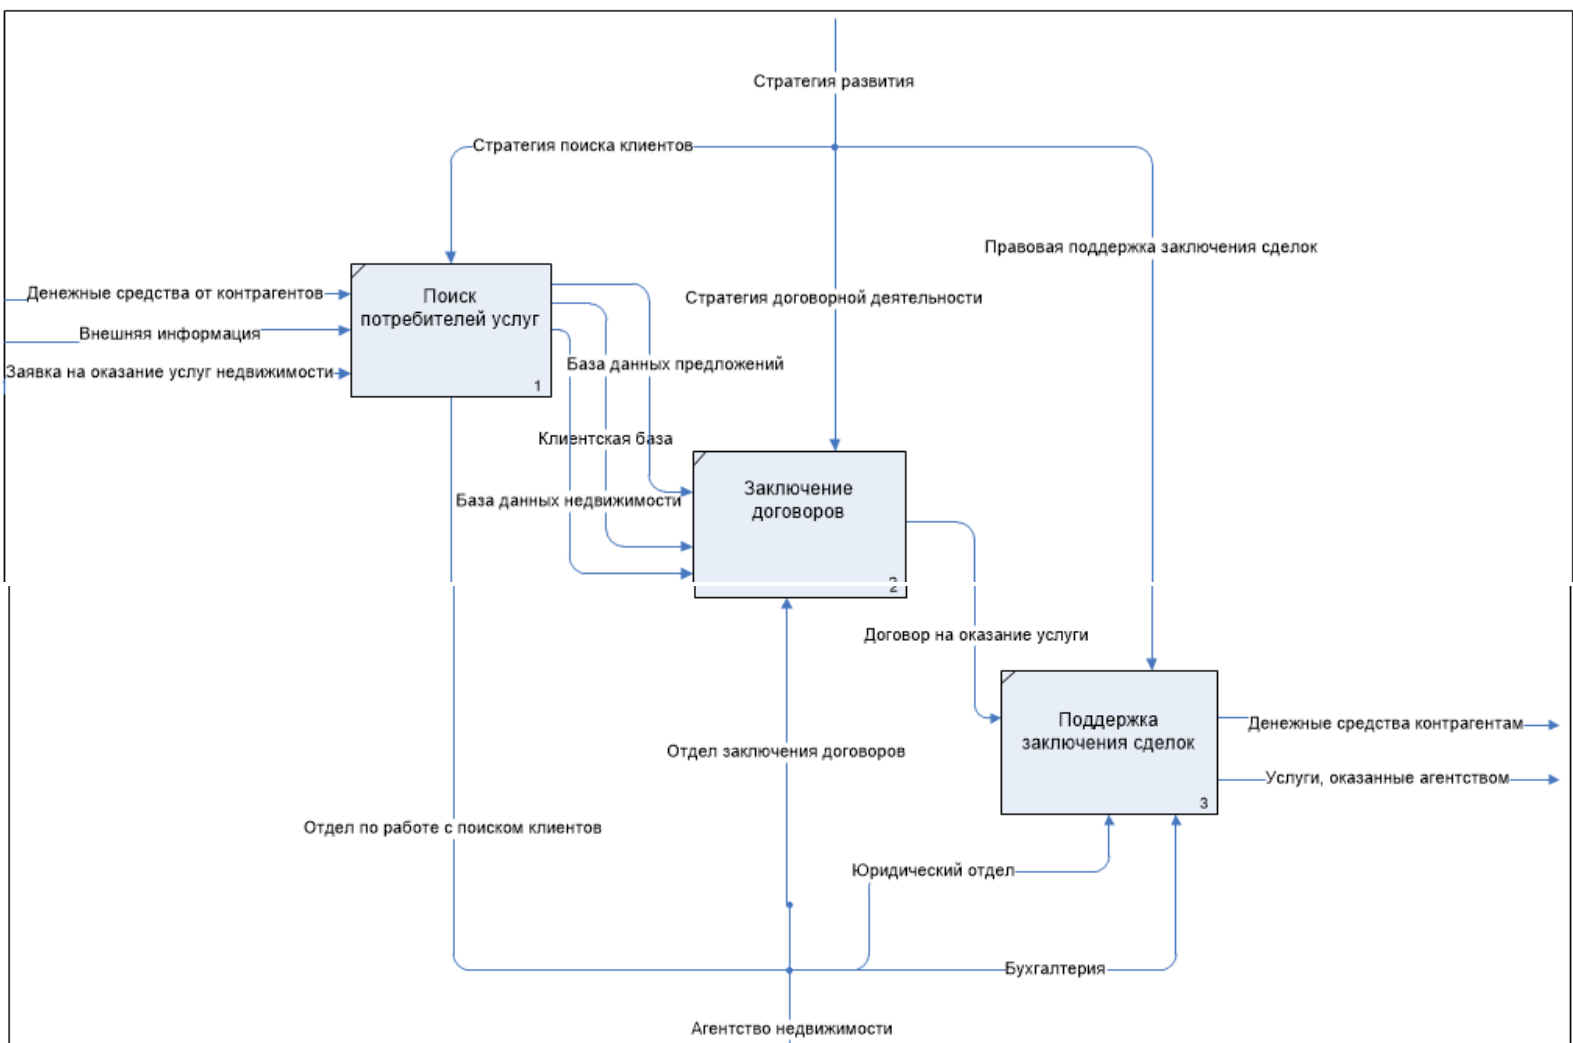 Стратегия развития
Стратегия поиска клиентов
Правовая поддержка заключения сделок
Денежные средства от контрагентов
Внешняя информация
Заявка на оказание услуг недвижимости
Поиск
потребителей услуг
1
Стратегия договорной деятельности
База данных предложений
Клиентская база
База данных недвижимости
Заключение
договоров
2
Договор на оказание услуги
Поддержка
заключения сделок
3
Денежные средства контрагентам
Услуги, оказанные агентством
Отдел заключения договоров
Отдел по работе с поиском клиентов
Юридический отдел
Бухгалтерия
Агентство недвижимости